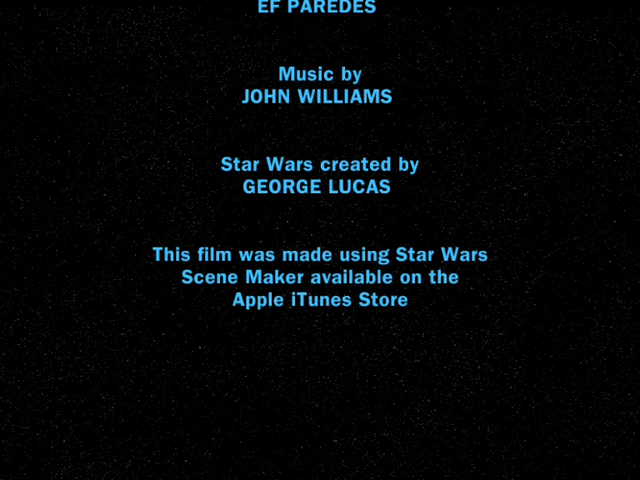 EF PAREDES
Music by
JOHN WILLIAMS
Star Wars created by
GEORGE LUCAS
This film was made using Star Wars
Scene Maker available on the
Apple iTunes Store